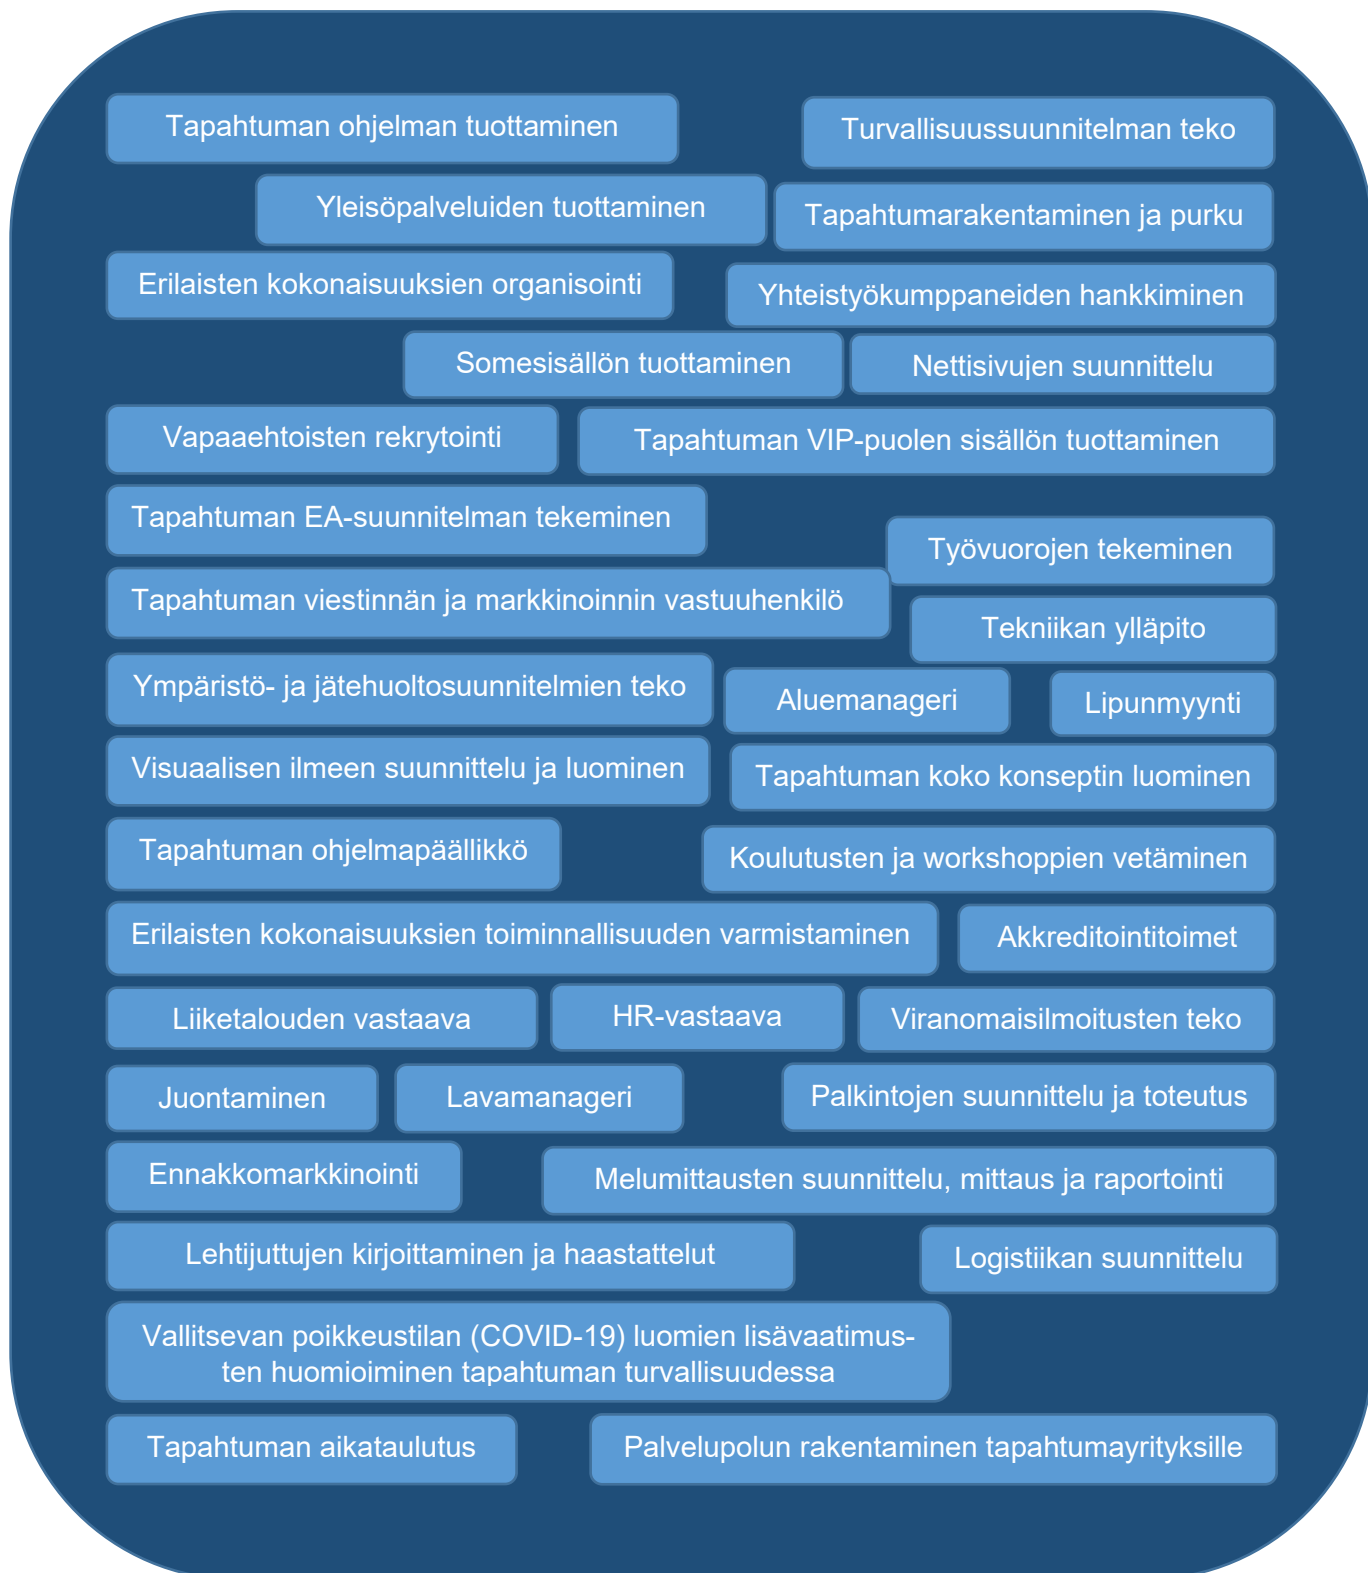 Tapahtuman ohjelman tuottaminen
Turvallisuussuunnitelman teko
Yleisöpalveluiden tuottaminen
Tapahtumarakentaminen ja purku
Erilaisten kokonaisuuksien organisointi
Yhteistyökumppaneiden hankkiminen
Somesisällön tuottaminen
Nettisivujen suunnittelu
Vapaaehtoisten rekrytointi
Tapahtuman VIP-puolen sisällön tuottaminen
Tapahtuman EA-suunnitelman tekeminen
Työvuorojen tekeminen
Tapahtuman viestinnän ja markkinoinnin vastuuhenkilö
Tekniikan ylläpito
Ympäristö- ja jätehuoltosuunnitelmien teko
Aluemanageri
Lipunmyynti
Visuaalisen ilmeen suunnittelu ja luominen
Tapahtuman koko konseptin luominen
Tapahtuman ohjelmapäällikkö
Koulutusten ja workshoppien vetäminen
Erilaisten kokonaisuuksien toiminnallisuuden varmistaminen
Akkreditointitoimet
Liiketalouden vastaava
HR-vastaava
Viranomaisilmoitusten teko
Juontaminen
Lavamanageri
Palkintojen suunnittelu ja toteutus
Ennakkomarkkinointi
Melumittausten suunnittelu, mittaus ja raportointi
Lehtijuttujen kirjoittaminen ja haastattelut
Logistiikan suunnittelu
Vallitsevan poikkeustilan (COVID-19) luomien lisävaatimus-
ten huomioiminen tapahtuman turvallisuudessa
Tapahtuman aikataulutus
Palvelupolun rakentaminen tapahtumayrityksille